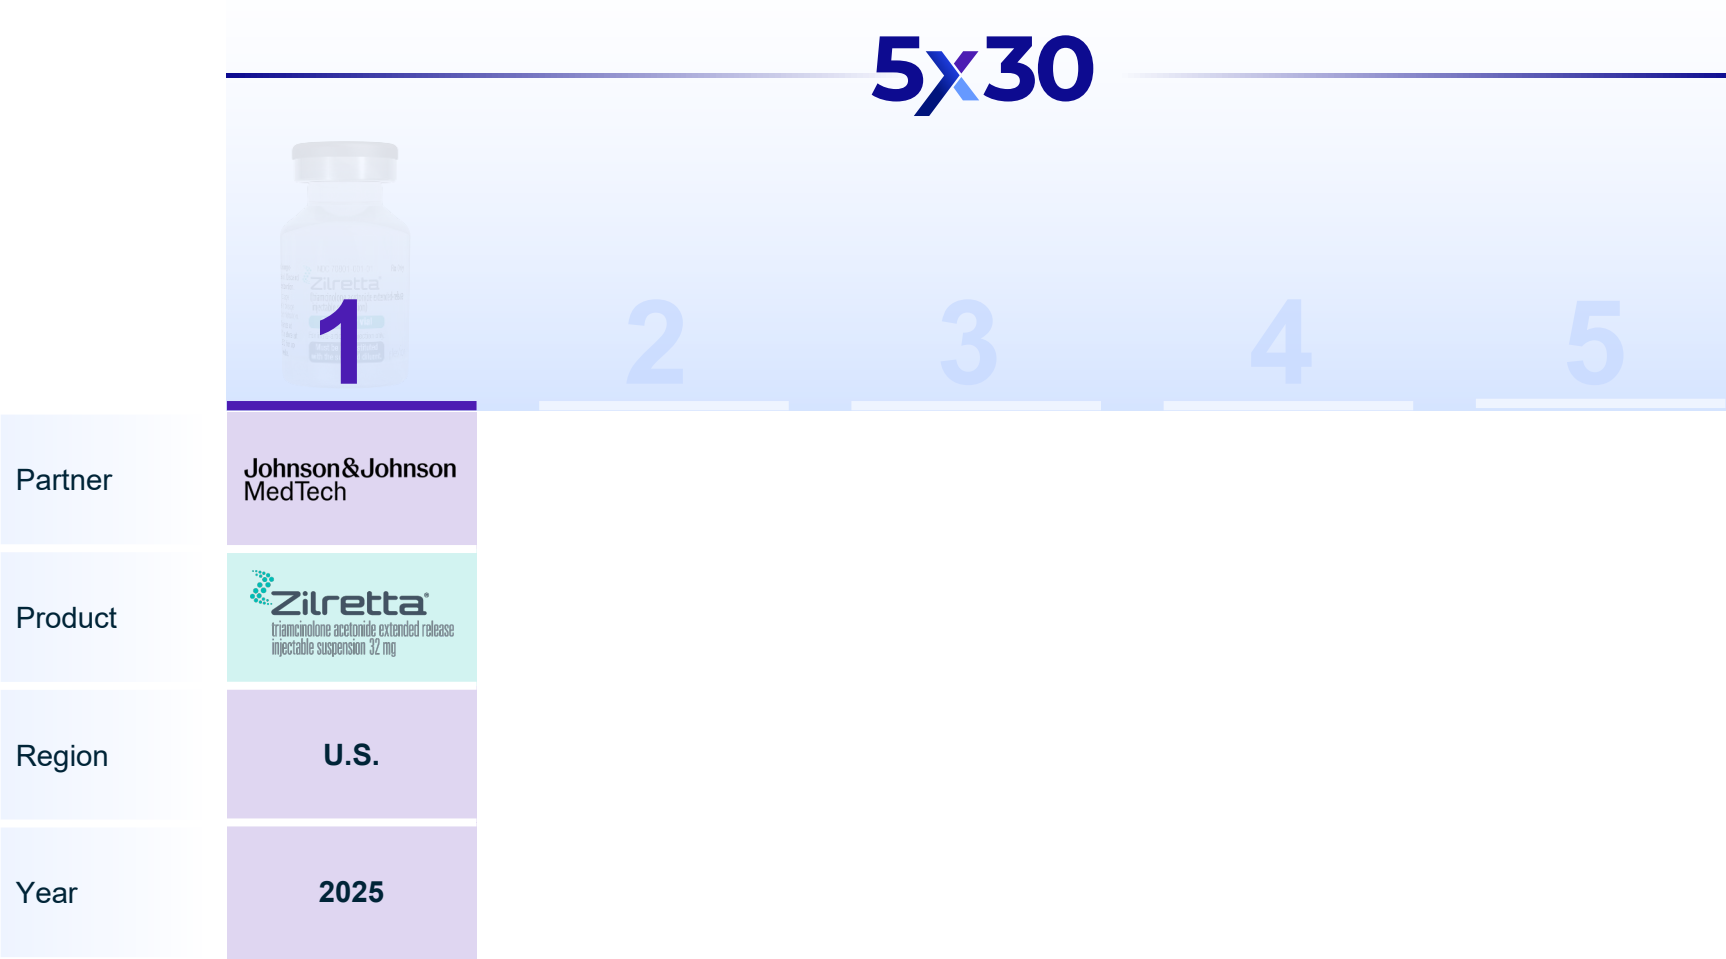 5x30
Zilretta
1
2
3
4
5
Partner
Johnson&Johnson
MedTech
Product
Zilretta®
triamcinolone acetonide extended release
injectable suspension 32 mg
Region
U.S.
Year
2025